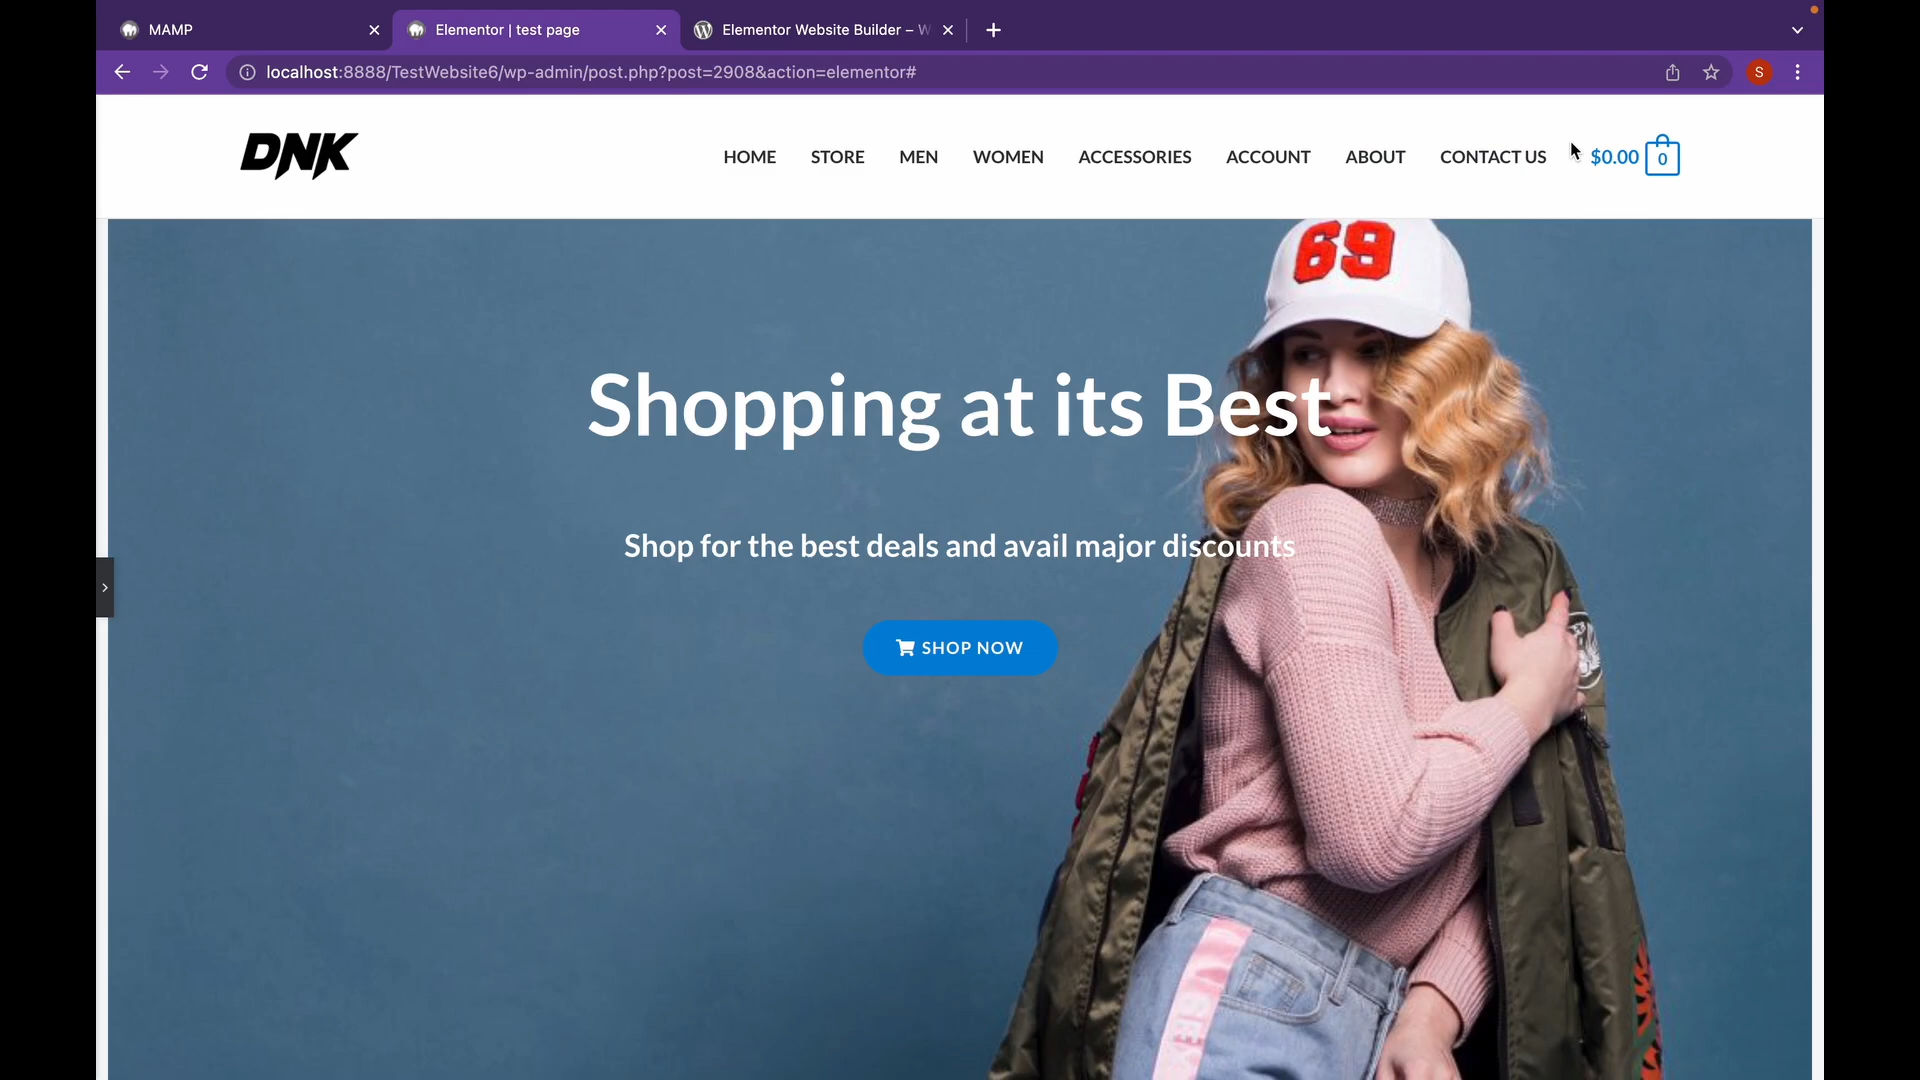 MAMP
Elementor | test page
Elementor Website Builder – W
localhost:8888/TestWebsite6/wp-admin/post.php?post=2908&action=elementor#
S
DNK
HOME STORE MEN WOMEN ACCESSORIES ACCOUNT ABOUT CONTACT US $0.00 0
69
Shopping at its Best
Shop for the best deals and avail major discounts
SHOP NOW